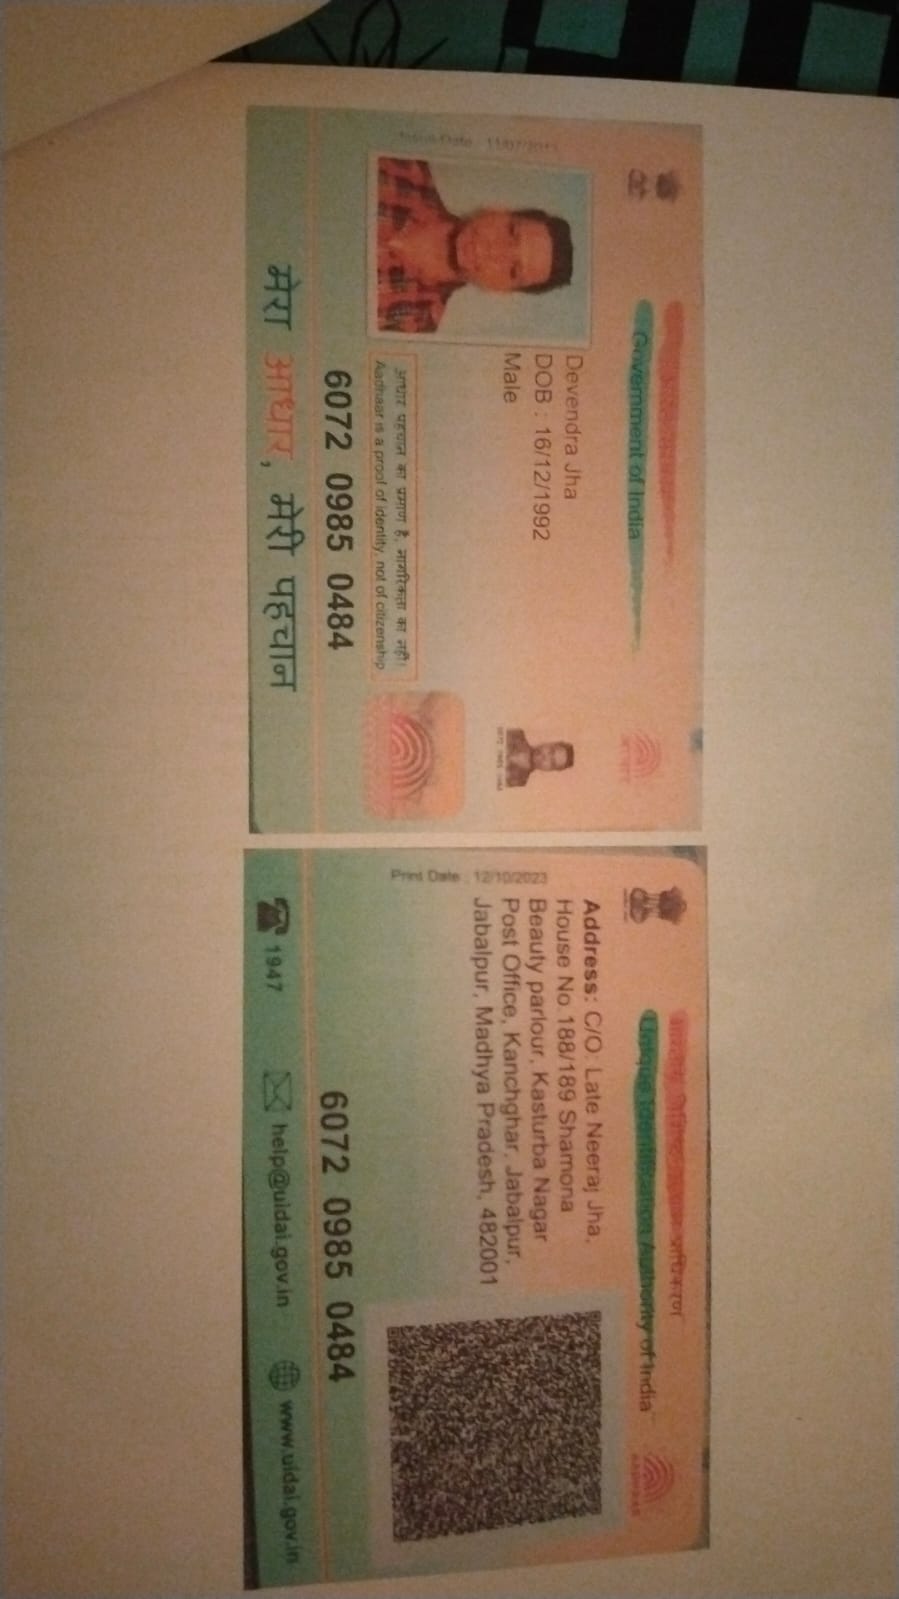 Government of India
Issue Date : 11/07/2011
Devendra Jha
DOB : 16/12/1992
Male
आधार पहचान का प्रमाण है, नागरिकता का नहीं।
Aadhaar is a proof of identity, not of citizenship
6072 0985 0484
मेरा आधार, मेरी पहचान
प्राधिकरण
Unique Identification Authority of India
AADHAAR
Print Date : 12/10/2023
Address: C/O: Late Neeraj Jha,
House No.188/189 Shamona
Beauty parlour, Kasturba Nagar
Post Office, Kanchghar, Jabalpur,
Jabalpur, Madhya Pradesh, 482001
6072 0985 0484
1947
help@uidai.gov.in
www.uidai.gov.in